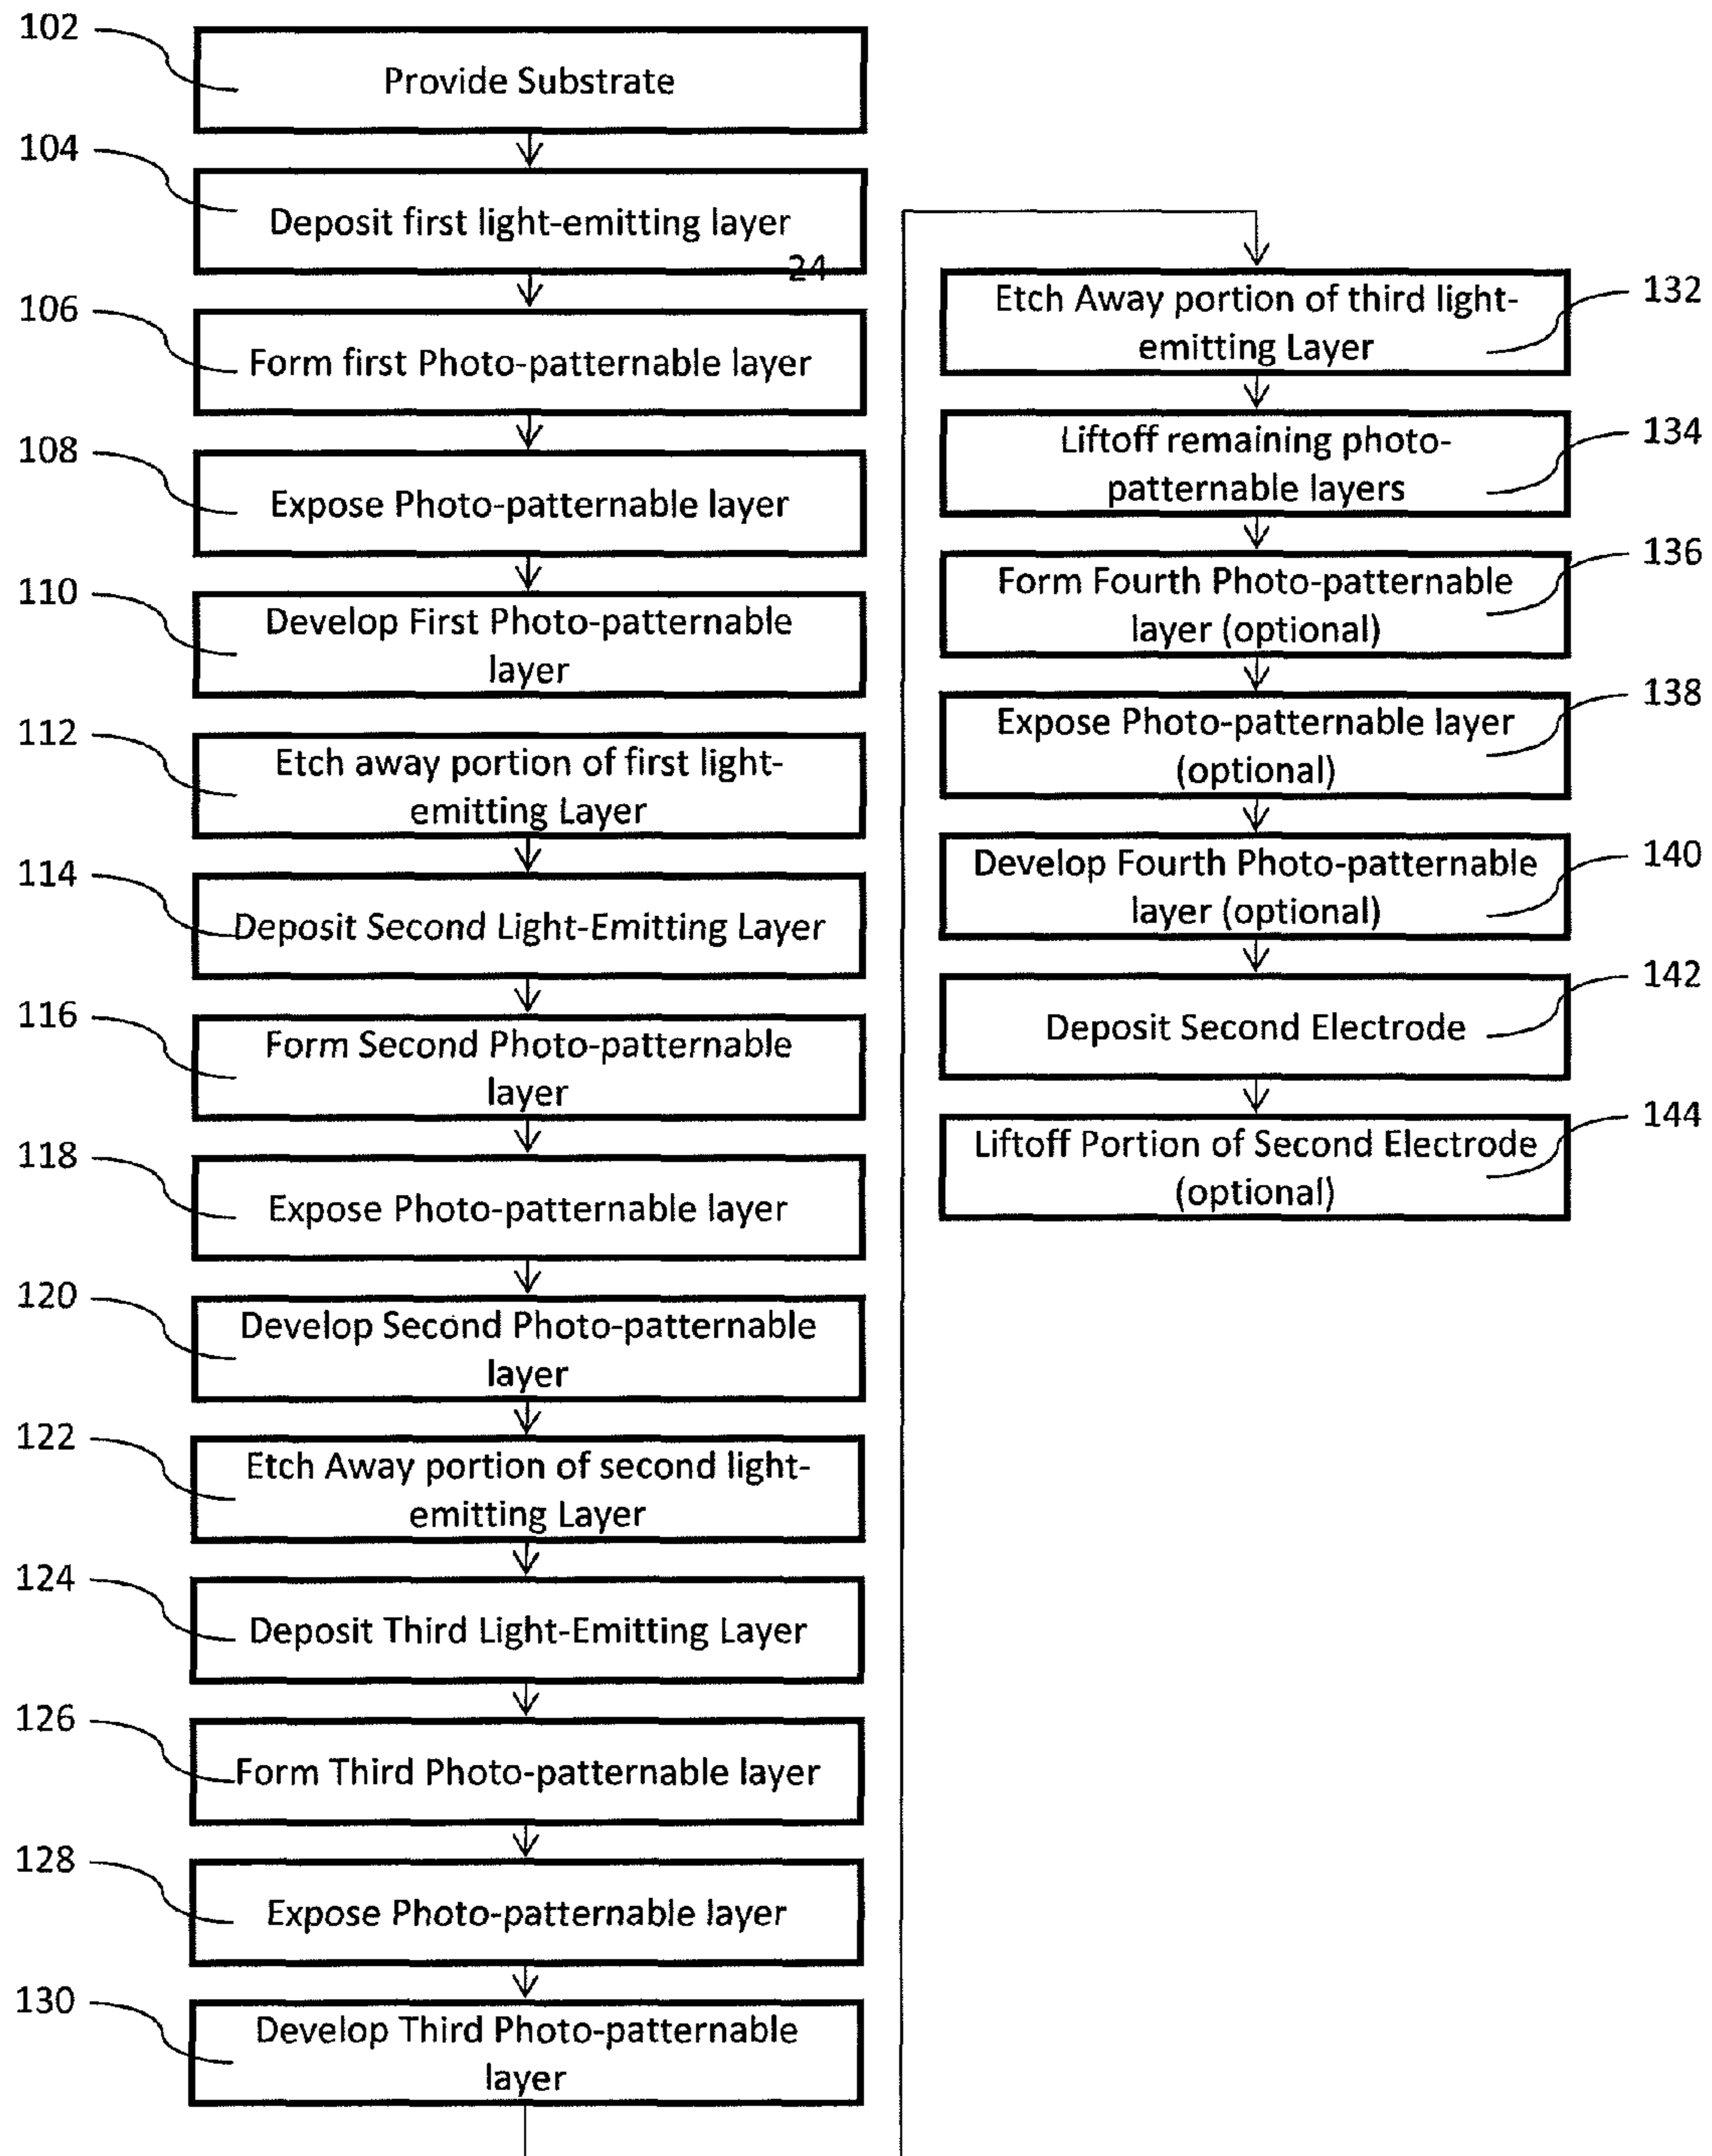 102
Provide Substrate
104
Deposit first light-emitting layer
24
106
Form first Photo-patternable layer
108
Expose Photo-patternable layer
110
Develop First Photo-patternable
layer
112
Etch away portion of first light-
emitting Layer
114
Deposit Second Light-Emitting Layer
116
Form Second Photo-patternable
layer
118
Expose Photo-patternable layer
120
Develop Second Photo-patternable
layer
122
Etch Away portion of second light-
emitting Layer
124
Deposit Third Light-Emitting Layer
126
Form Third Photo-patternable layer
128
Expose Photo-patternable layer
130
Develop Third Photo-patternable
layer
132
Etch Away portion of third light-
emitting Layer
134
Liftoff remaining photo-
patternable layers
136
Form Fourth Photo-patternable
layer (optional)
138
Expose Photo-patternable layer
(optional)
140
Develop Fourth Photo-patternable
layer (optional)
142
Deposit Second Electrode
144
Liftoff Portion of Second Electrode
(optional)